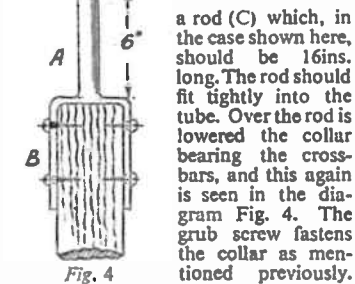 A
6"
B
Fig. 4
a rod (C) which, in
the case shown here,
should be 16ins.
long. The rod should
fit tightly into the
tube. Over the rod is
lowered the collar
bearing the cross-
bars, and this again
is seen in the dia-
gram Fig. 4. The
grub screw fastens
the collar as men-
tioned previously.